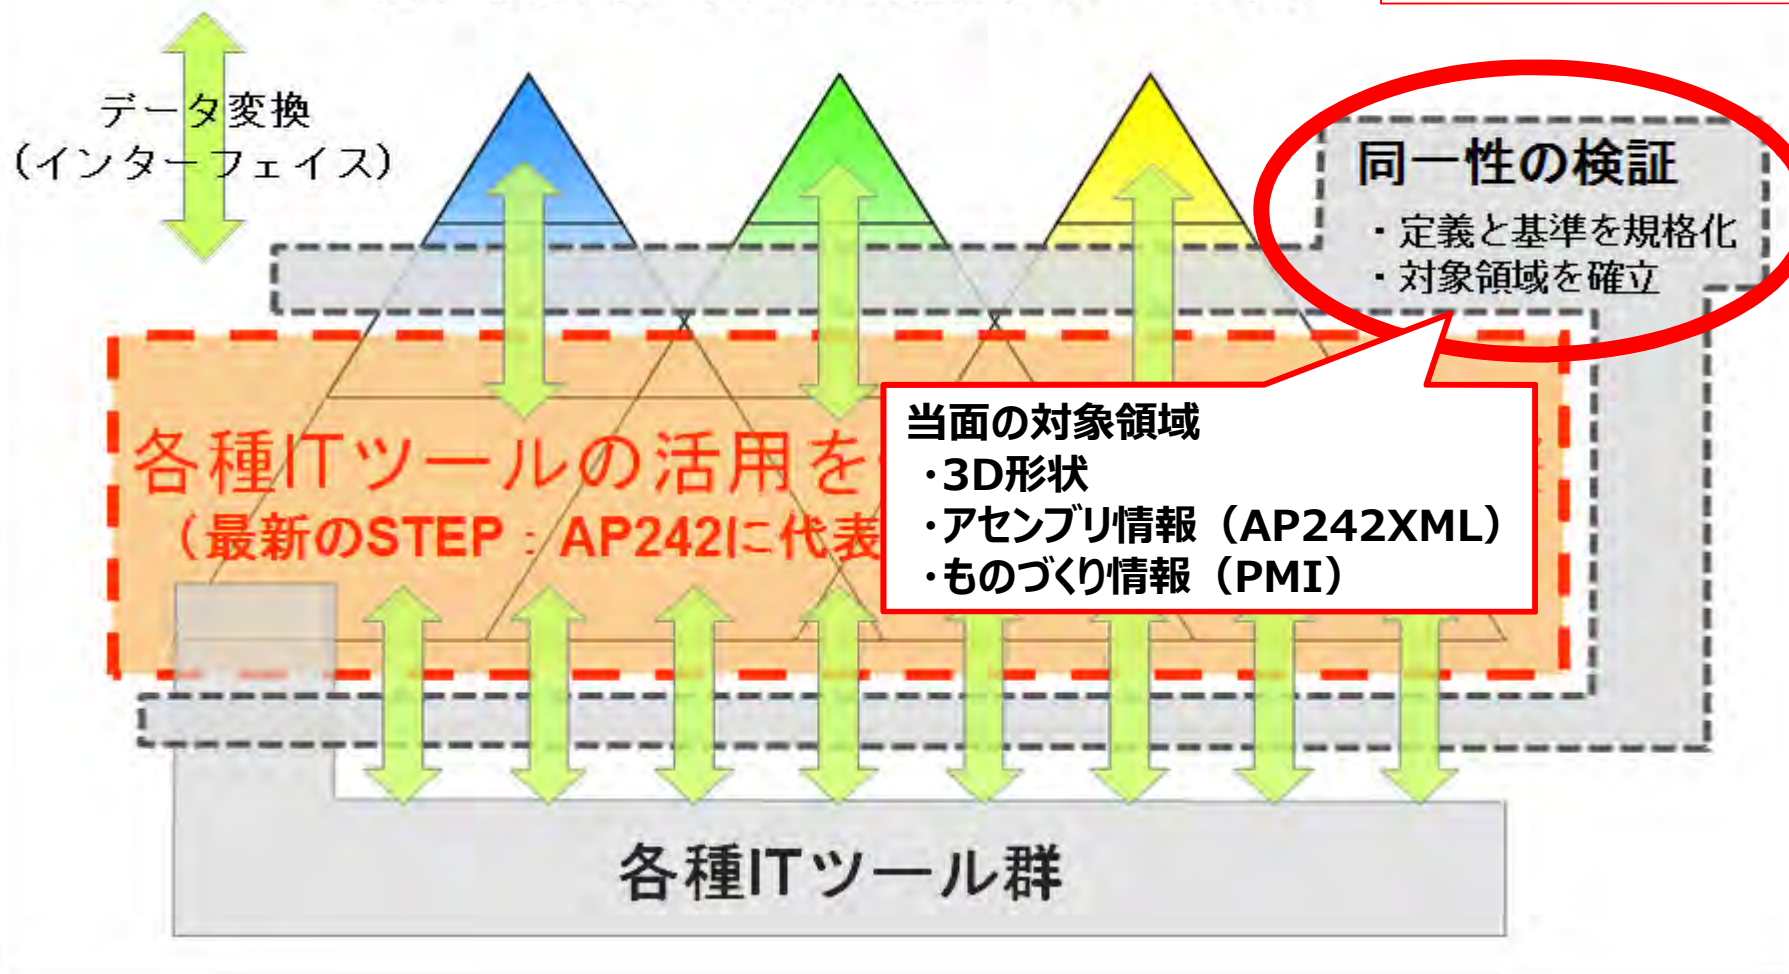 データ変換
（インターフェイス）
同一性の検証
・定義と基準を規格化
・対象領域を確立
各種ITツールの活用を
（最新のSTEP：AP242に代表
当面の対象領域
・3D形状
・アセンブリ情報（AP242XML）
・ものづくり情報（PMI）
各種ITツール群